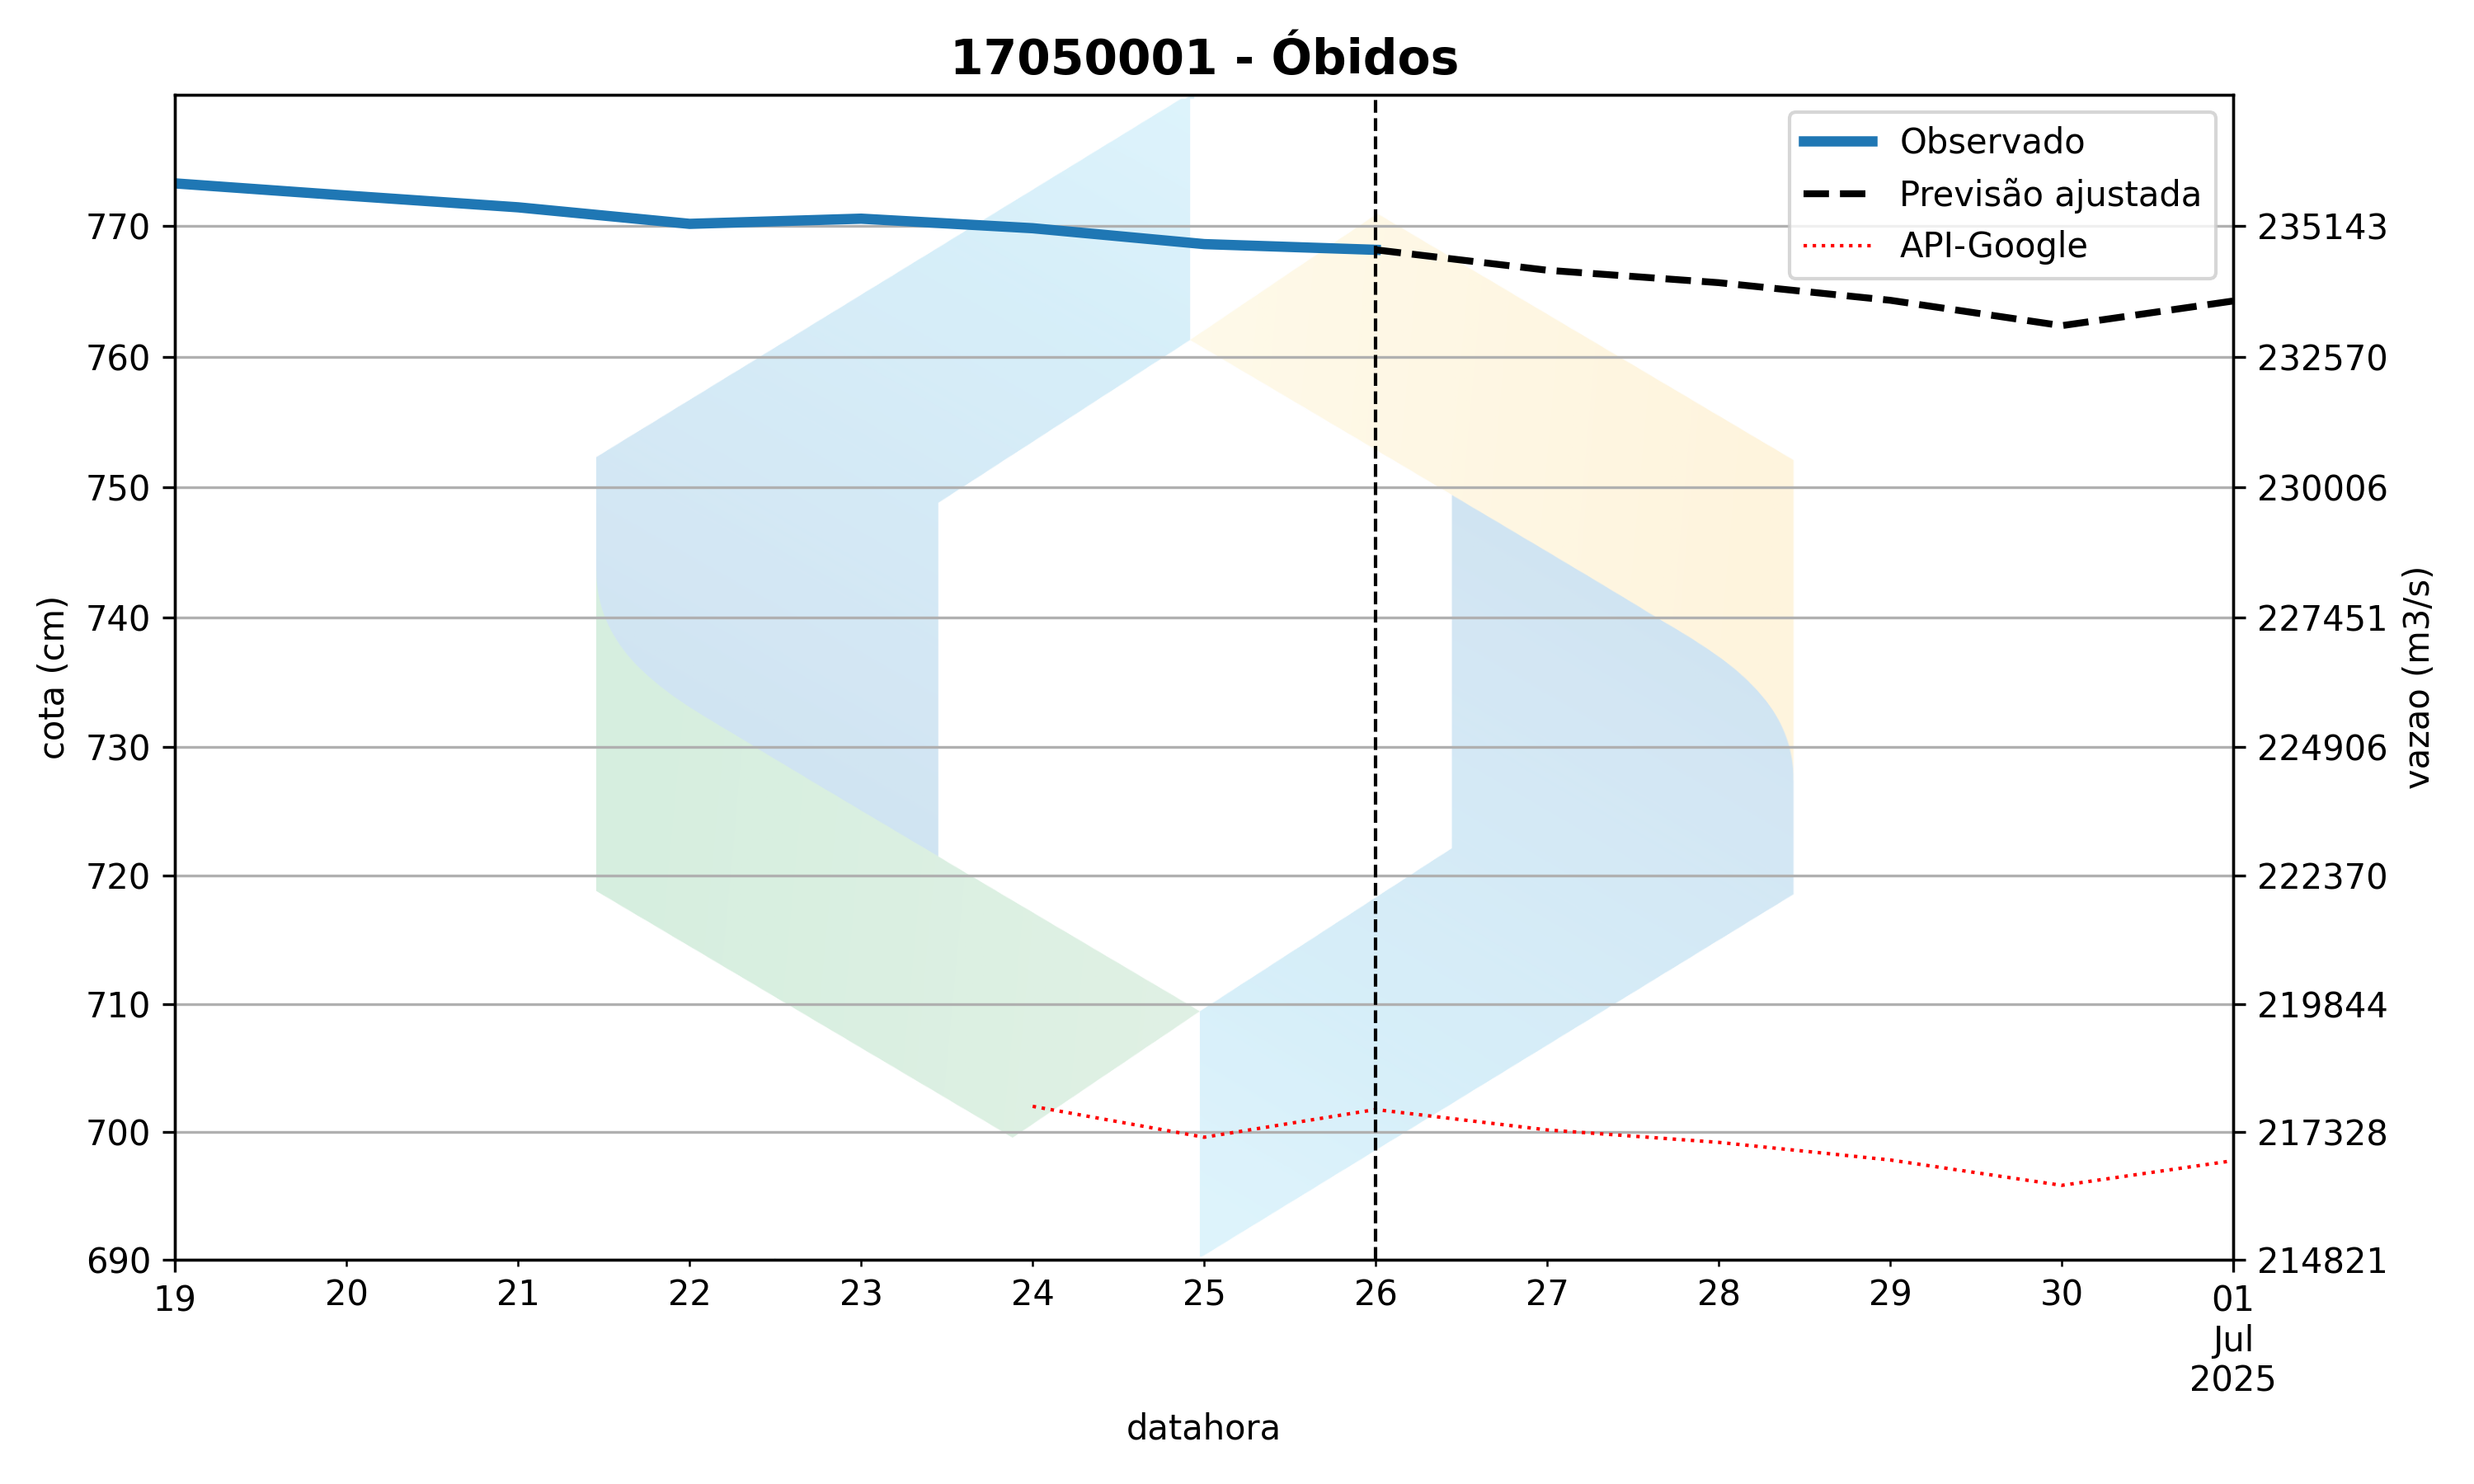 17050001 - Óbidos
Observado
Previsão ajustada
API-Google
770
760
750
740
730
720
710
700
690
cota (cm)
235143
232570
230006
227451
224906
222370
219844
217328
214821
vazao (m3/s)
19 20 21 22 23 24 25 26 27 28 29 30 01
Jul
2025
datahora